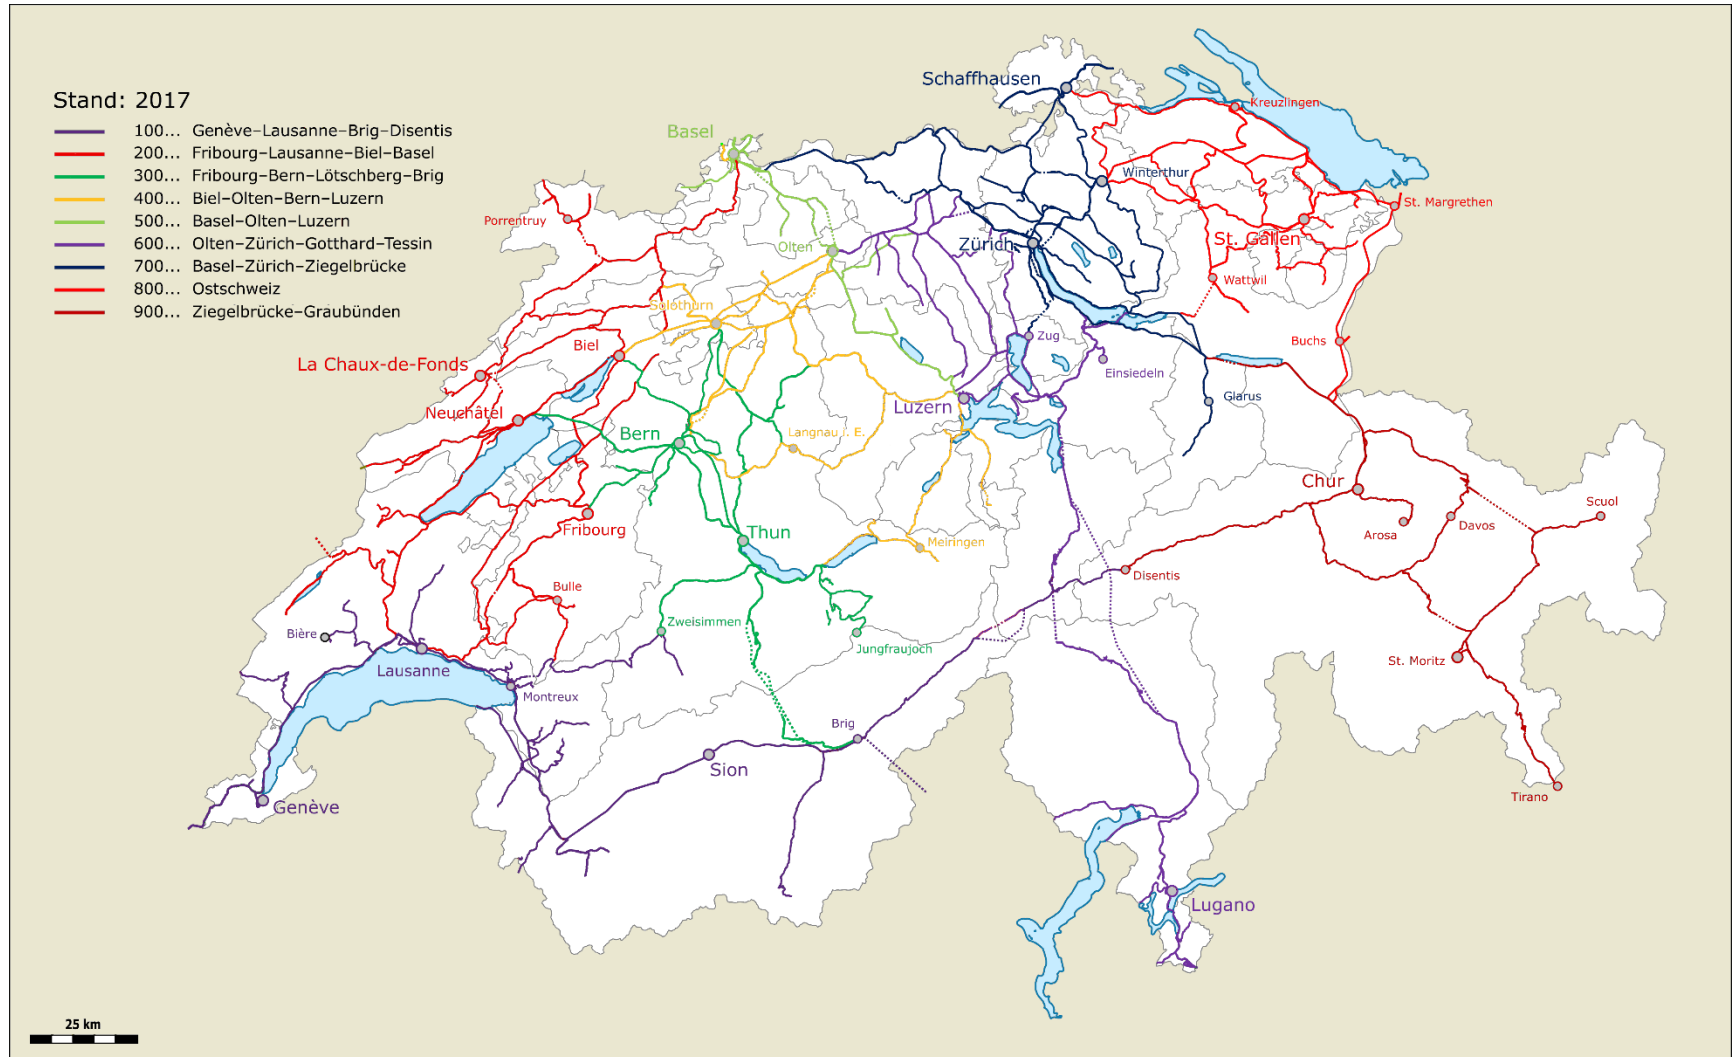 Stand: 2017
100... Genève–Lausanne–Brig–Disentis
200... Fribourg–Lausanne–Biel–Basel
300... Fribourg–Bern–Lötschberg–Brig
400... Biel–Olten–Bern–Luzern
500... Basel–Olten–Luzern
600... Olten–Zürich–Gotthard–Tessin
700... Basel–Zürich–Ziegelbrücke
800... Ostschweiz
900... Ziegelbrücke–Graubünden
Schaffhausen
Kreuzlingen
Basel
Winterthur
St. Margrethen
Porrentruy
Olten
Zürich
St. Gallen
Wattwil
Solothurn
Biel
Zug
Buchs
La Chaux-de-Fonds
Einsiedeln
Glarus
Neuchâtel
Luzern
Bern
Langnau i. E.
Chur
Scuol
Fribourg
Thun
Arosa
Davos
Meiringen
Disentis
Bulle
Bière
Zweisimmen
Jungfraujoch
St. Moritz
Lausanne
Montreux
Brig
Sion
Genève
Tirano
Lugano
25 km